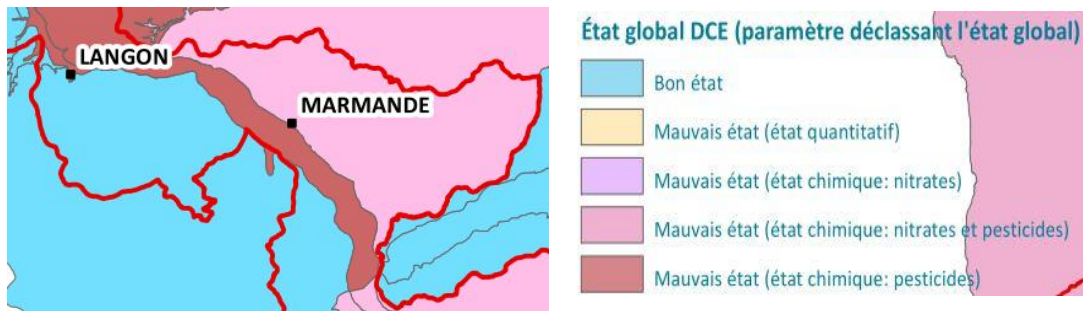 LANGON
MARMANDE
État global DCE (paramètre déclassant l'état global)
Bon état
Mauvais état (état quantitatif)
Mauvais état (état chimique: nitrates)
Mauvais état (état chimique: nitrates et pesticides)
Mauvais état (état chimique: pesticides)